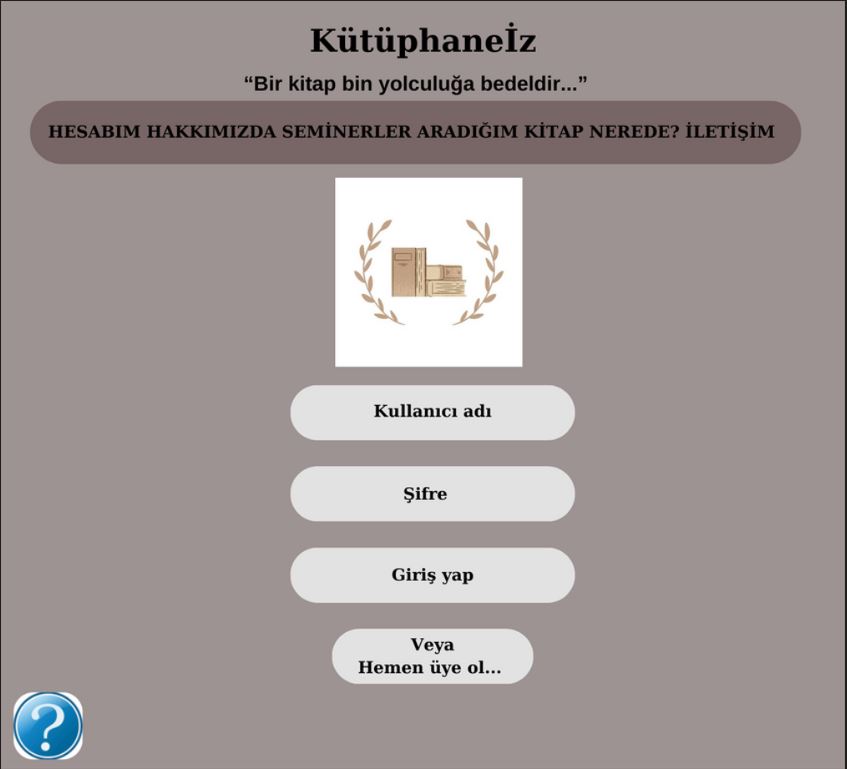 Kütüphaneİz
“Bir kitap bin yolculuğa bedeldir...”
HESABIM HAKKIMIZDA SEMİNERLER ARADIĞIM KİTAP NEREDE? İLETİŞİM
Kullanıcı adı
Şifre
Giriş yap
Veya
Hemen üye ol...
?